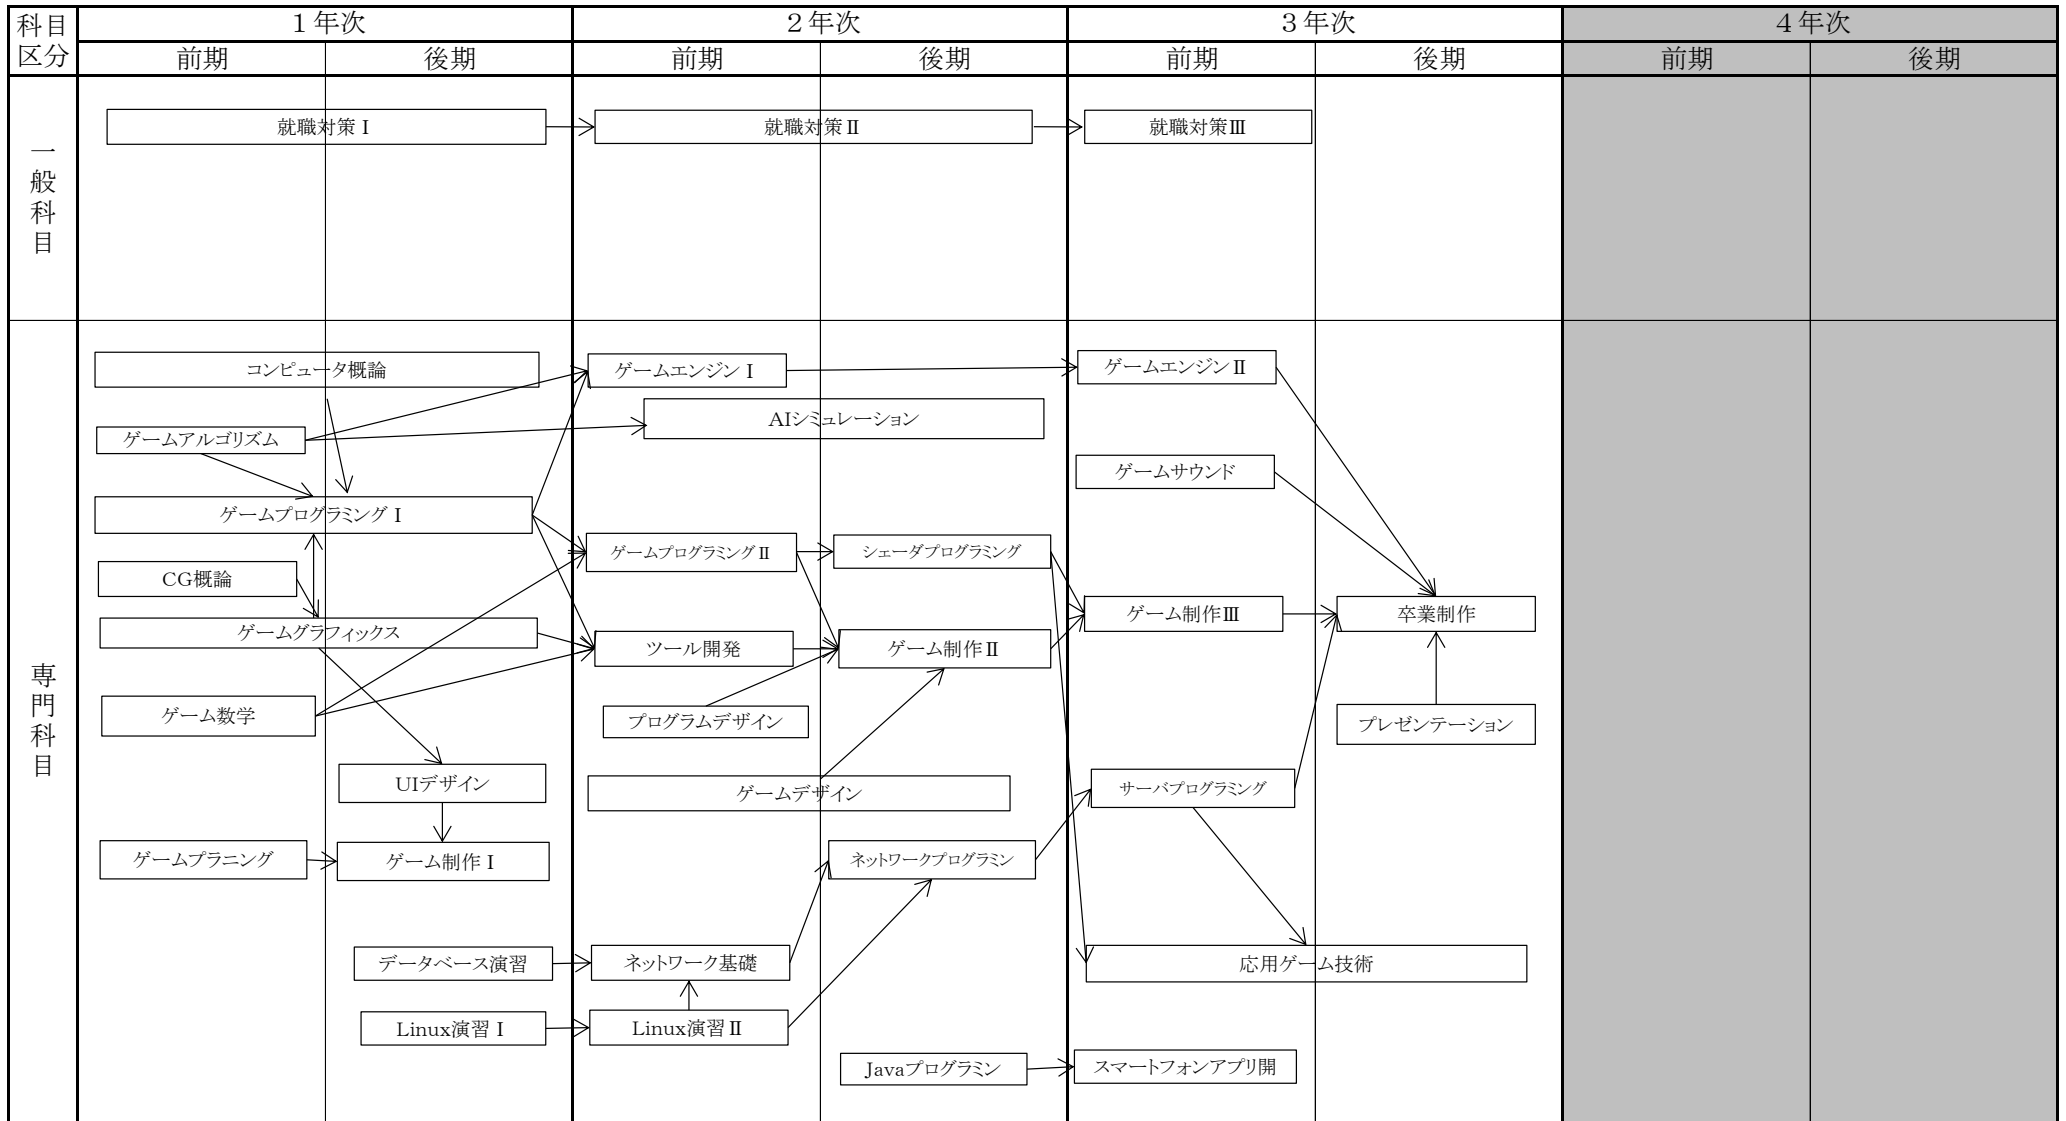 科目
区分
１年次
２年次
３年次
４年次
前期
後期
前期
後期
前期
後期
前期
後期
一般科目
就職対策Ⅰ
就職対策Ⅱ
就職対策Ⅲ
専門科目
コンピュータ概論
ゲームエンジンⅠ
ゲームエンジンⅡ
AIシミュレーション
ゲームアルゴリズム
ゲームサウンド
ゲームプログラミングⅠ
ゲームプログラミングⅡ
シェーダプログラミング
CG概論
ゲーム制作Ⅲ
卒業制作
ゲームグラフィックス
ツール開発
ゲーム制作Ⅱ
ゲーム数学
プログラムデザイン
プレゼンテーション
UIデザイン
ゲームデザイン
サーバプログラミング
ゲームプラニング
ゲーム制作Ⅰ
ネットワークプログラミン
データベース演習
ネットワーク基礎
応用ゲーム技術
Linux演習Ⅰ
Linux演習Ⅱ
Javaプログラミン
スマートフォンアプリ開